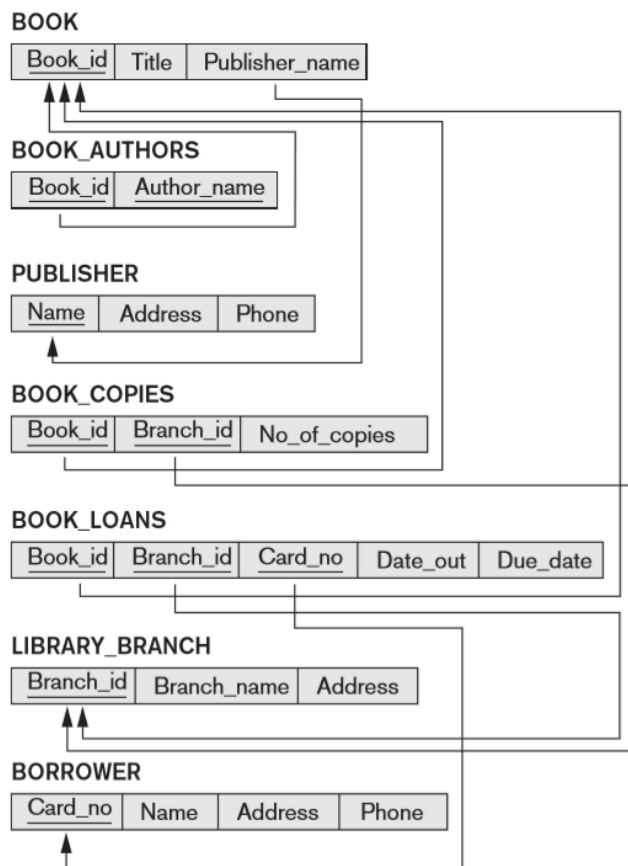 BOOK
Book_id Title Publisher_name
BOOK_AUTHORS
Book_id Author_name
PUBLISHER
Name Address Phone
BOOK_COPIES
Book_id Branch_id No_of_copies
BOOK_LOANS
Book_id Branch_id Card_no Date_out Due_date
LIBRARY_BRANCH
Branch_id Branch_name Address
BORROWER
Card_no Name Address Phone